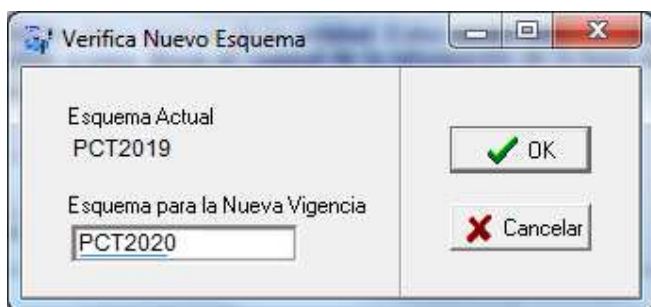 Verifica Nuevo Esquema
Esquema Actual
PCT2019
OK
Esquema para la Nueva Vigencia
PCT2020
Cancelar